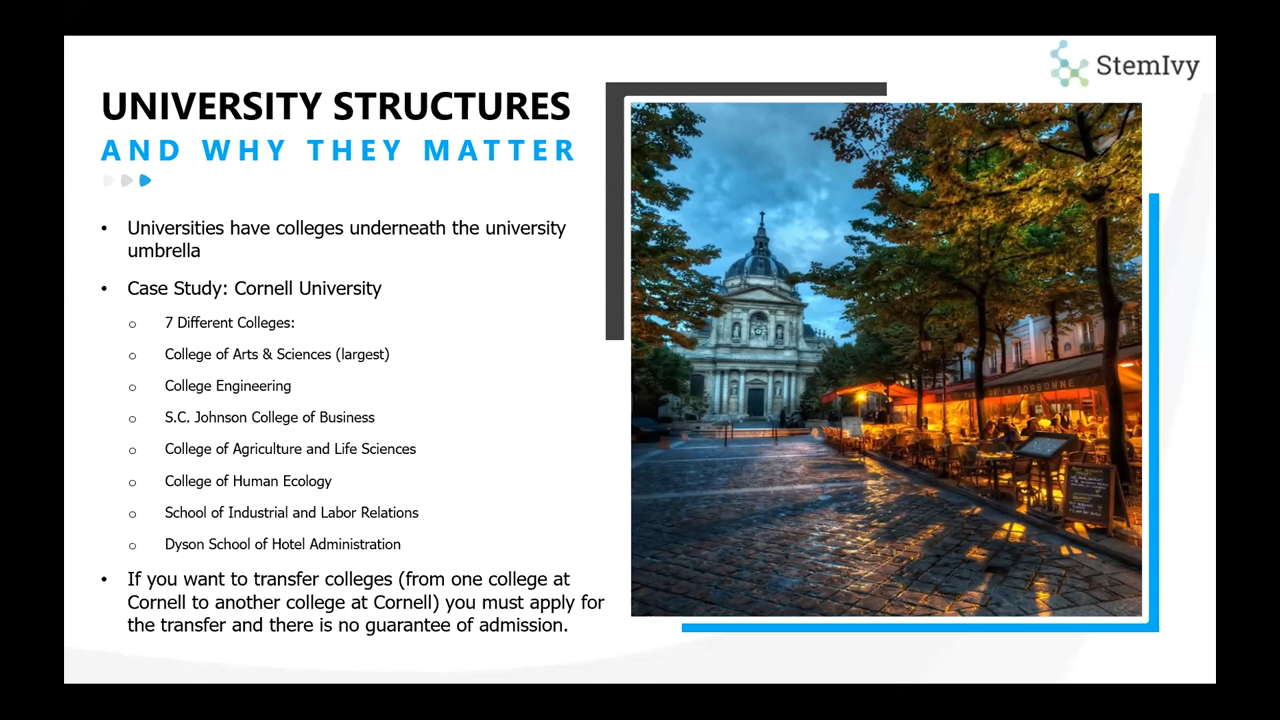 StemIvy
UNIVERSITY STRUCTURES
AND WHY THEY MATTER
• Universities have colleges underneath the university
umbrella
• Case Study: Cornell University
o 7 Different Colleges:
o College of Arts & Sciences (largest)
o College Engineering
o S.C. Johnson College of Business
o College of Agriculture and Life Sciences
o College of Human Ecology
o School of Industrial and Labor Relations
o Dyson School of Hotel Administration
• If you want to transfer colleges (from one college at
Cornell to another college at Cornell) you must apply for
the transfer and there is no guarantee of admission.
LA SORBONNE